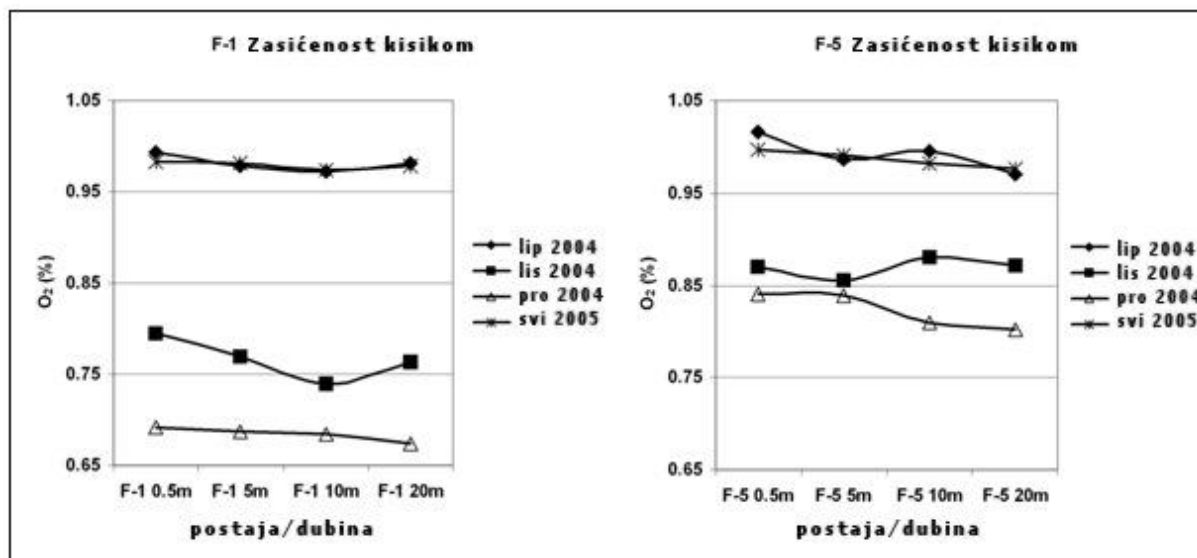 F-1 Zasićenost kisikom
1.05
0.95
0.85
0.75
0.65
O₂ (%)
F-1 0.5m F-1 5m F-1 10m F-1 20m
postaja/dubina
lip 2004
lis 2004
pro 2004
svi 2005
F-5 Zasićenost kisikom
1.05
0.95
0.85
0.75
0.65
O₂ (%)
F-5 0.5m F-5 5m F-5 10m F-5 20m
postaja/dubina
lip 2004
lis 2004
pro 2004
svi 2005